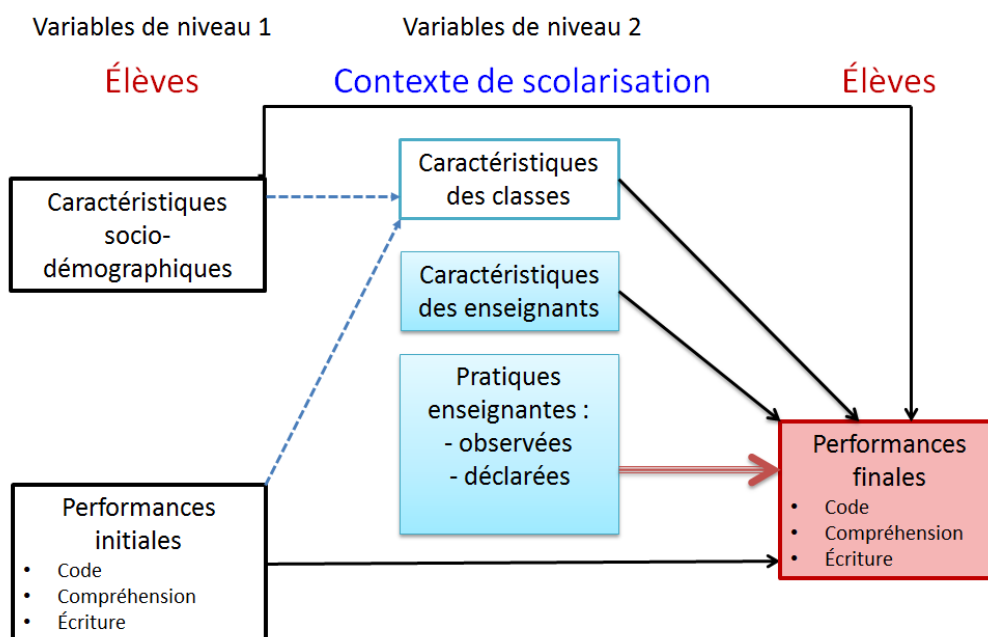 Variables de niveau 1
Variables de niveau 2
Élèves
Contexte de scolarisation
Élèves
Caractéristiques
socio-
démographiques
Caractéristiques
des classes
Caractéristiques
des enseignants
Pratiques
enseignantes :
- observées
- déclarées
Performances
initiales
• Code
• Compréhension
• Écriture
Performances
finales
• Code
• Compréhension
• Écriture